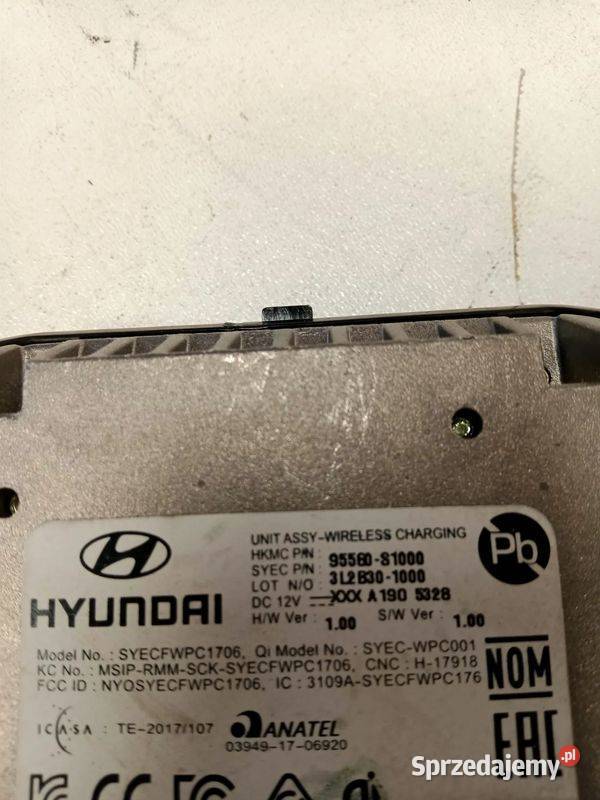 UNIT ASSY-WIRELESS CHARGING
HKMC P/N : 95560-S1000
SYEC P/N : 3L2B30-1000
LOT N/O : XXX A190 5328
DC 12V
H/W Ver : 1.00 S/W Ver : 1.00
Pb
HYUNDAI
Model No. : SYECFWPC1706, Qi Model No. : SYEC-WPC001
KC No. : MSIP-RMM-SCK-SYECFWPC1706, CNC : H-17918
FCC ID : NYOSYECFWPC1706, IC : 3109A-SYECFWPC176
NOM
ICASA : TE-2017/107 ANATEL
03949-17-06920
EAC
FC
qi
Sprzedajemy.pl